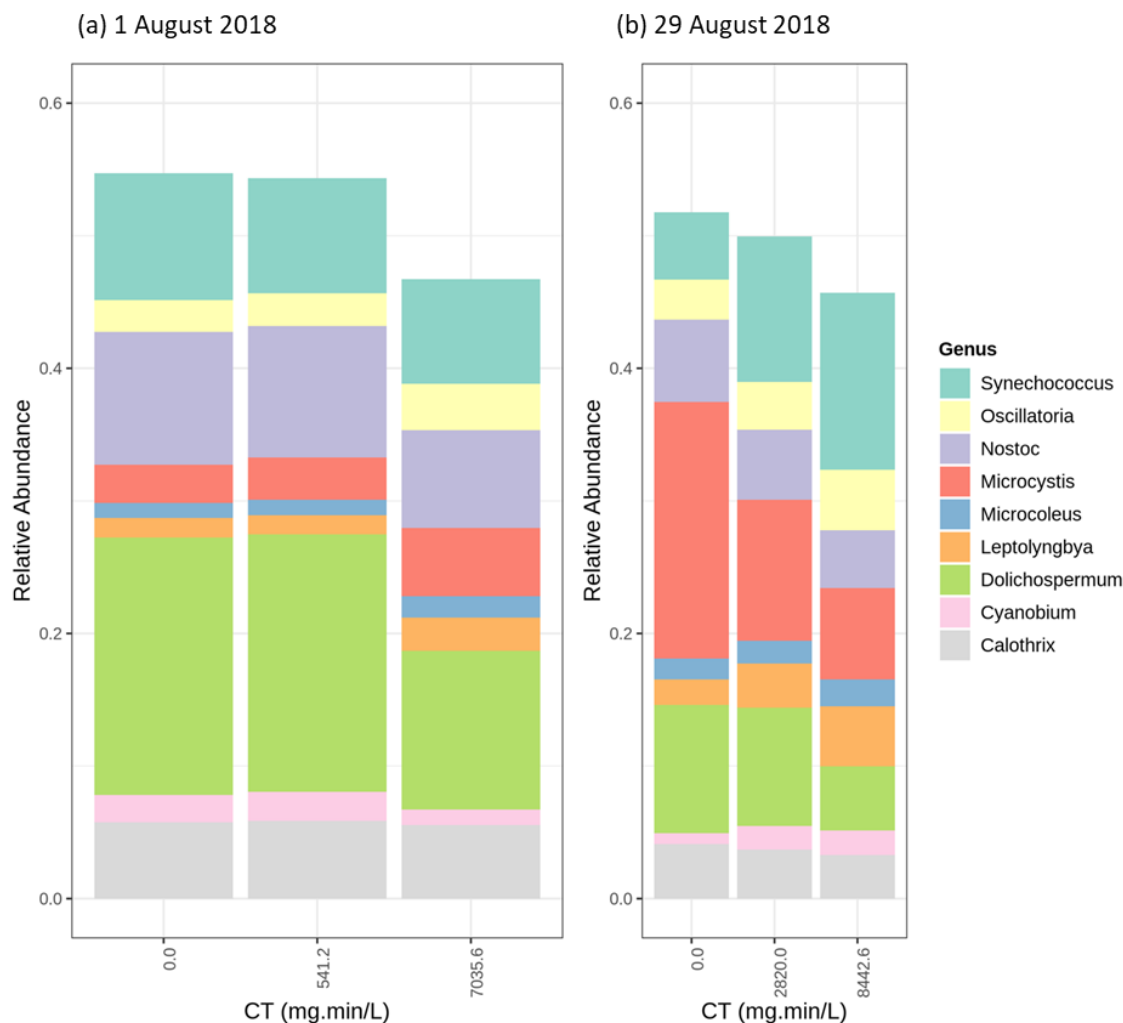 (a) 1 August 2018
(b) 29 August 2018
Relative Abundance
0.6
0.4
0.2
0.0
0.0
541.2
7035.6
CT (mg.min/L)
Relative Abundance
0.6
0.4
0.2
0.0
0.0
2820.0
8442.6
CT (mg.min/L)
Genus
Synechococcus
Oscillatoria
Nostoc
Microcystis
Microcoleus
Leptolyngbya
Dolichospermum
Cyanobium
Calothrix